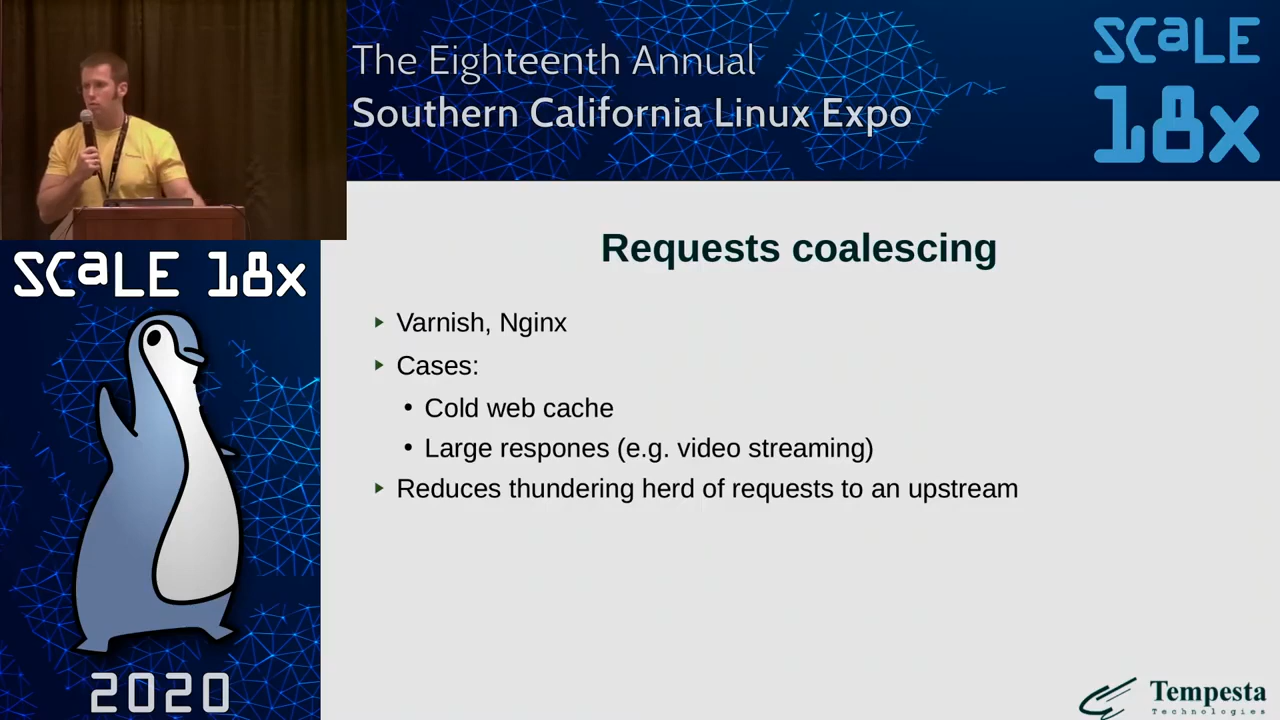 The Eighteenth Annual
Southern California Linux Expo
SCaLE
18x
SCaLE 18x
2020
Requests coalescing
Varnish, Nginx
Cases:
Cold web cache
Large respones (e.g. video streaming)
Reduces thundering herd of requests to an upstream
Tempesta
Technologies